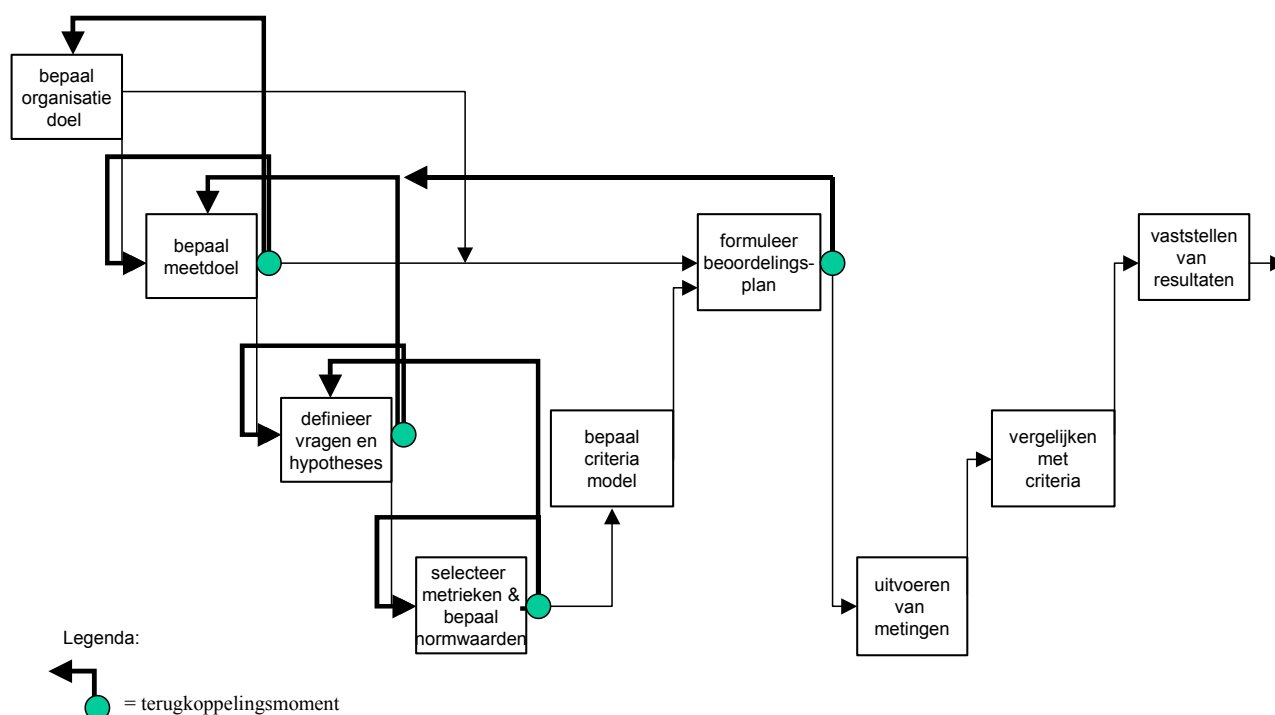 bepaal
organisatie
doel
bepaal
meetdoel
formuleer
beoordelings-
plan
vaststellen
van
resultaten
definieer
vragen en
hypotheses
bepaal
criteria
model
vergelijken
met
criteria
selecteer
metrieken &
bepaal
normwaarden
uitvoeren
van
metingen
Legenda:
= terugkoppelingsmoment